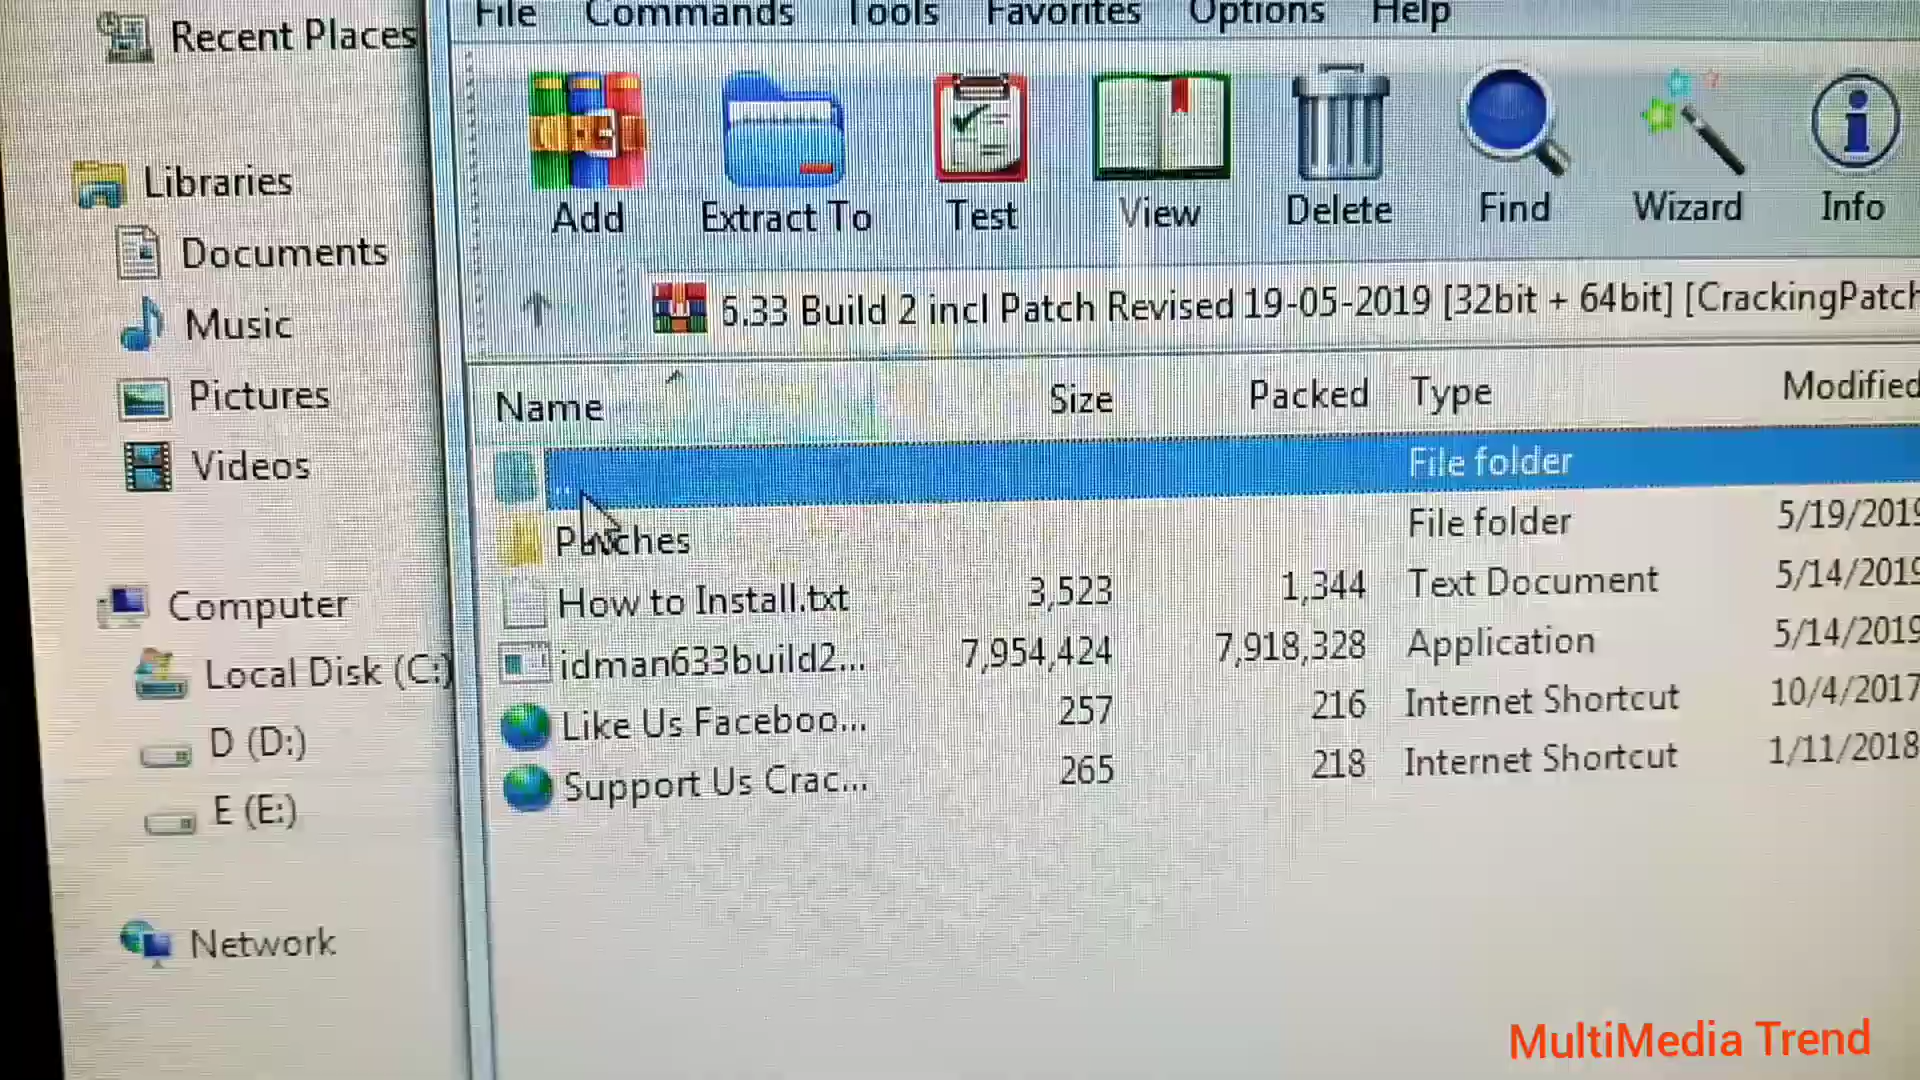 Recent Places
Libraries
Documents
Music
Pictures
Videos
Computer
Local Disk (C:)
D (D:)
E (E:)
Network
File Commands Tools Favorites Options Help
Add Extract To Test View Delete Find Wizard Info
6.33 Build 2 incl Patch Revised 19-05-2019 [32bit + 64bit] [CrackingPatch
Name Size Packed Type Modified
.. File folder
Patches File folder 5/19/2019
How to Install.txt 3,523 1,344 Text Document 5/14/2019
idman633build2... 7,954,424 7,918,328 Application 5/14/2019
Like Us Faceboo... 257 216 Internet Shortcut 10/4/2017
Support Us Crac... 265 218 Internet Shortcut 1/11/2018
MultiMedia Trend